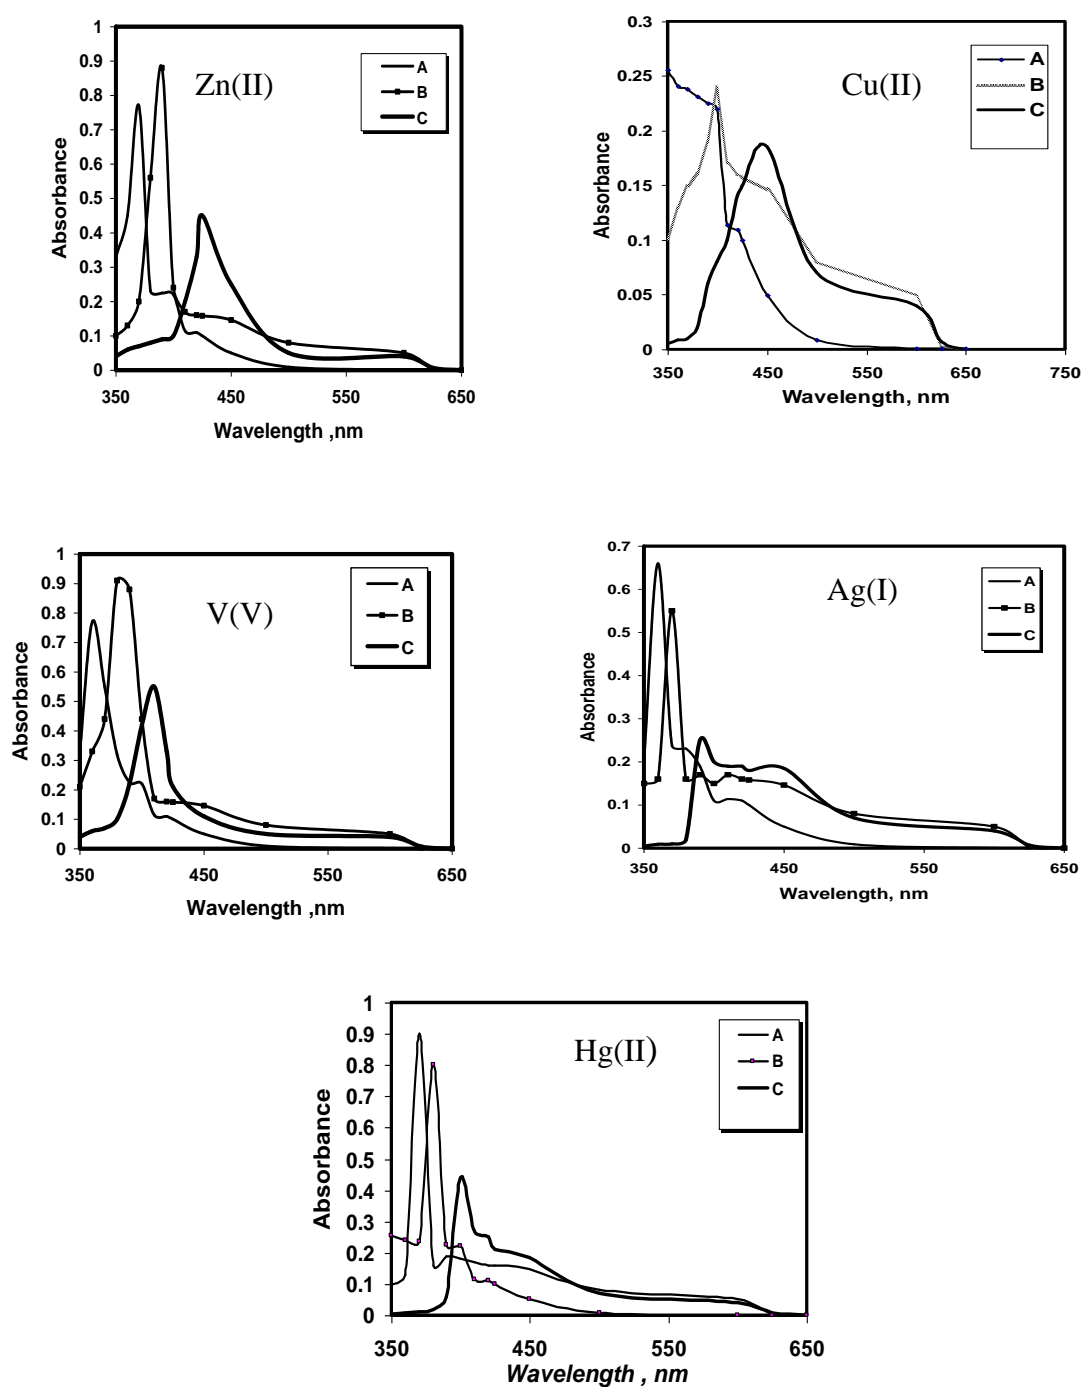 Zn(II)
1
0.9
0.8
0.7
0.6
0.5
0.4
0.3
0.2
0.1
0
Absorbance
350 450 550 650
Wavelength ,nm
A
B
C
Cu(II)
0.3
0.25
0.2
0.15
0.1
0.05
0
Absorbance
350 450 550 650 750
Wavelength, nm
A
B
C
V(V)
1
0.9
0.8
0.7
0.6
0.5
0.4
0.3
0.2
0.1
0
Absorbance
350 450 550 650
Wavelength ,nm
A
B
C
Ag(I)
0.7
0.6
0.5
0.4
0.3
0.2
0.1
0
Absorbance
350 450 550 650
Wavelength, nm
A
B
C
Hg(II)
1
0.9
0.8
0.7
0.6
0.5
0.4
0.3
0.2
0.1
0
Absorbance
350 450 550 650
Wavelength , nm
A
B
C